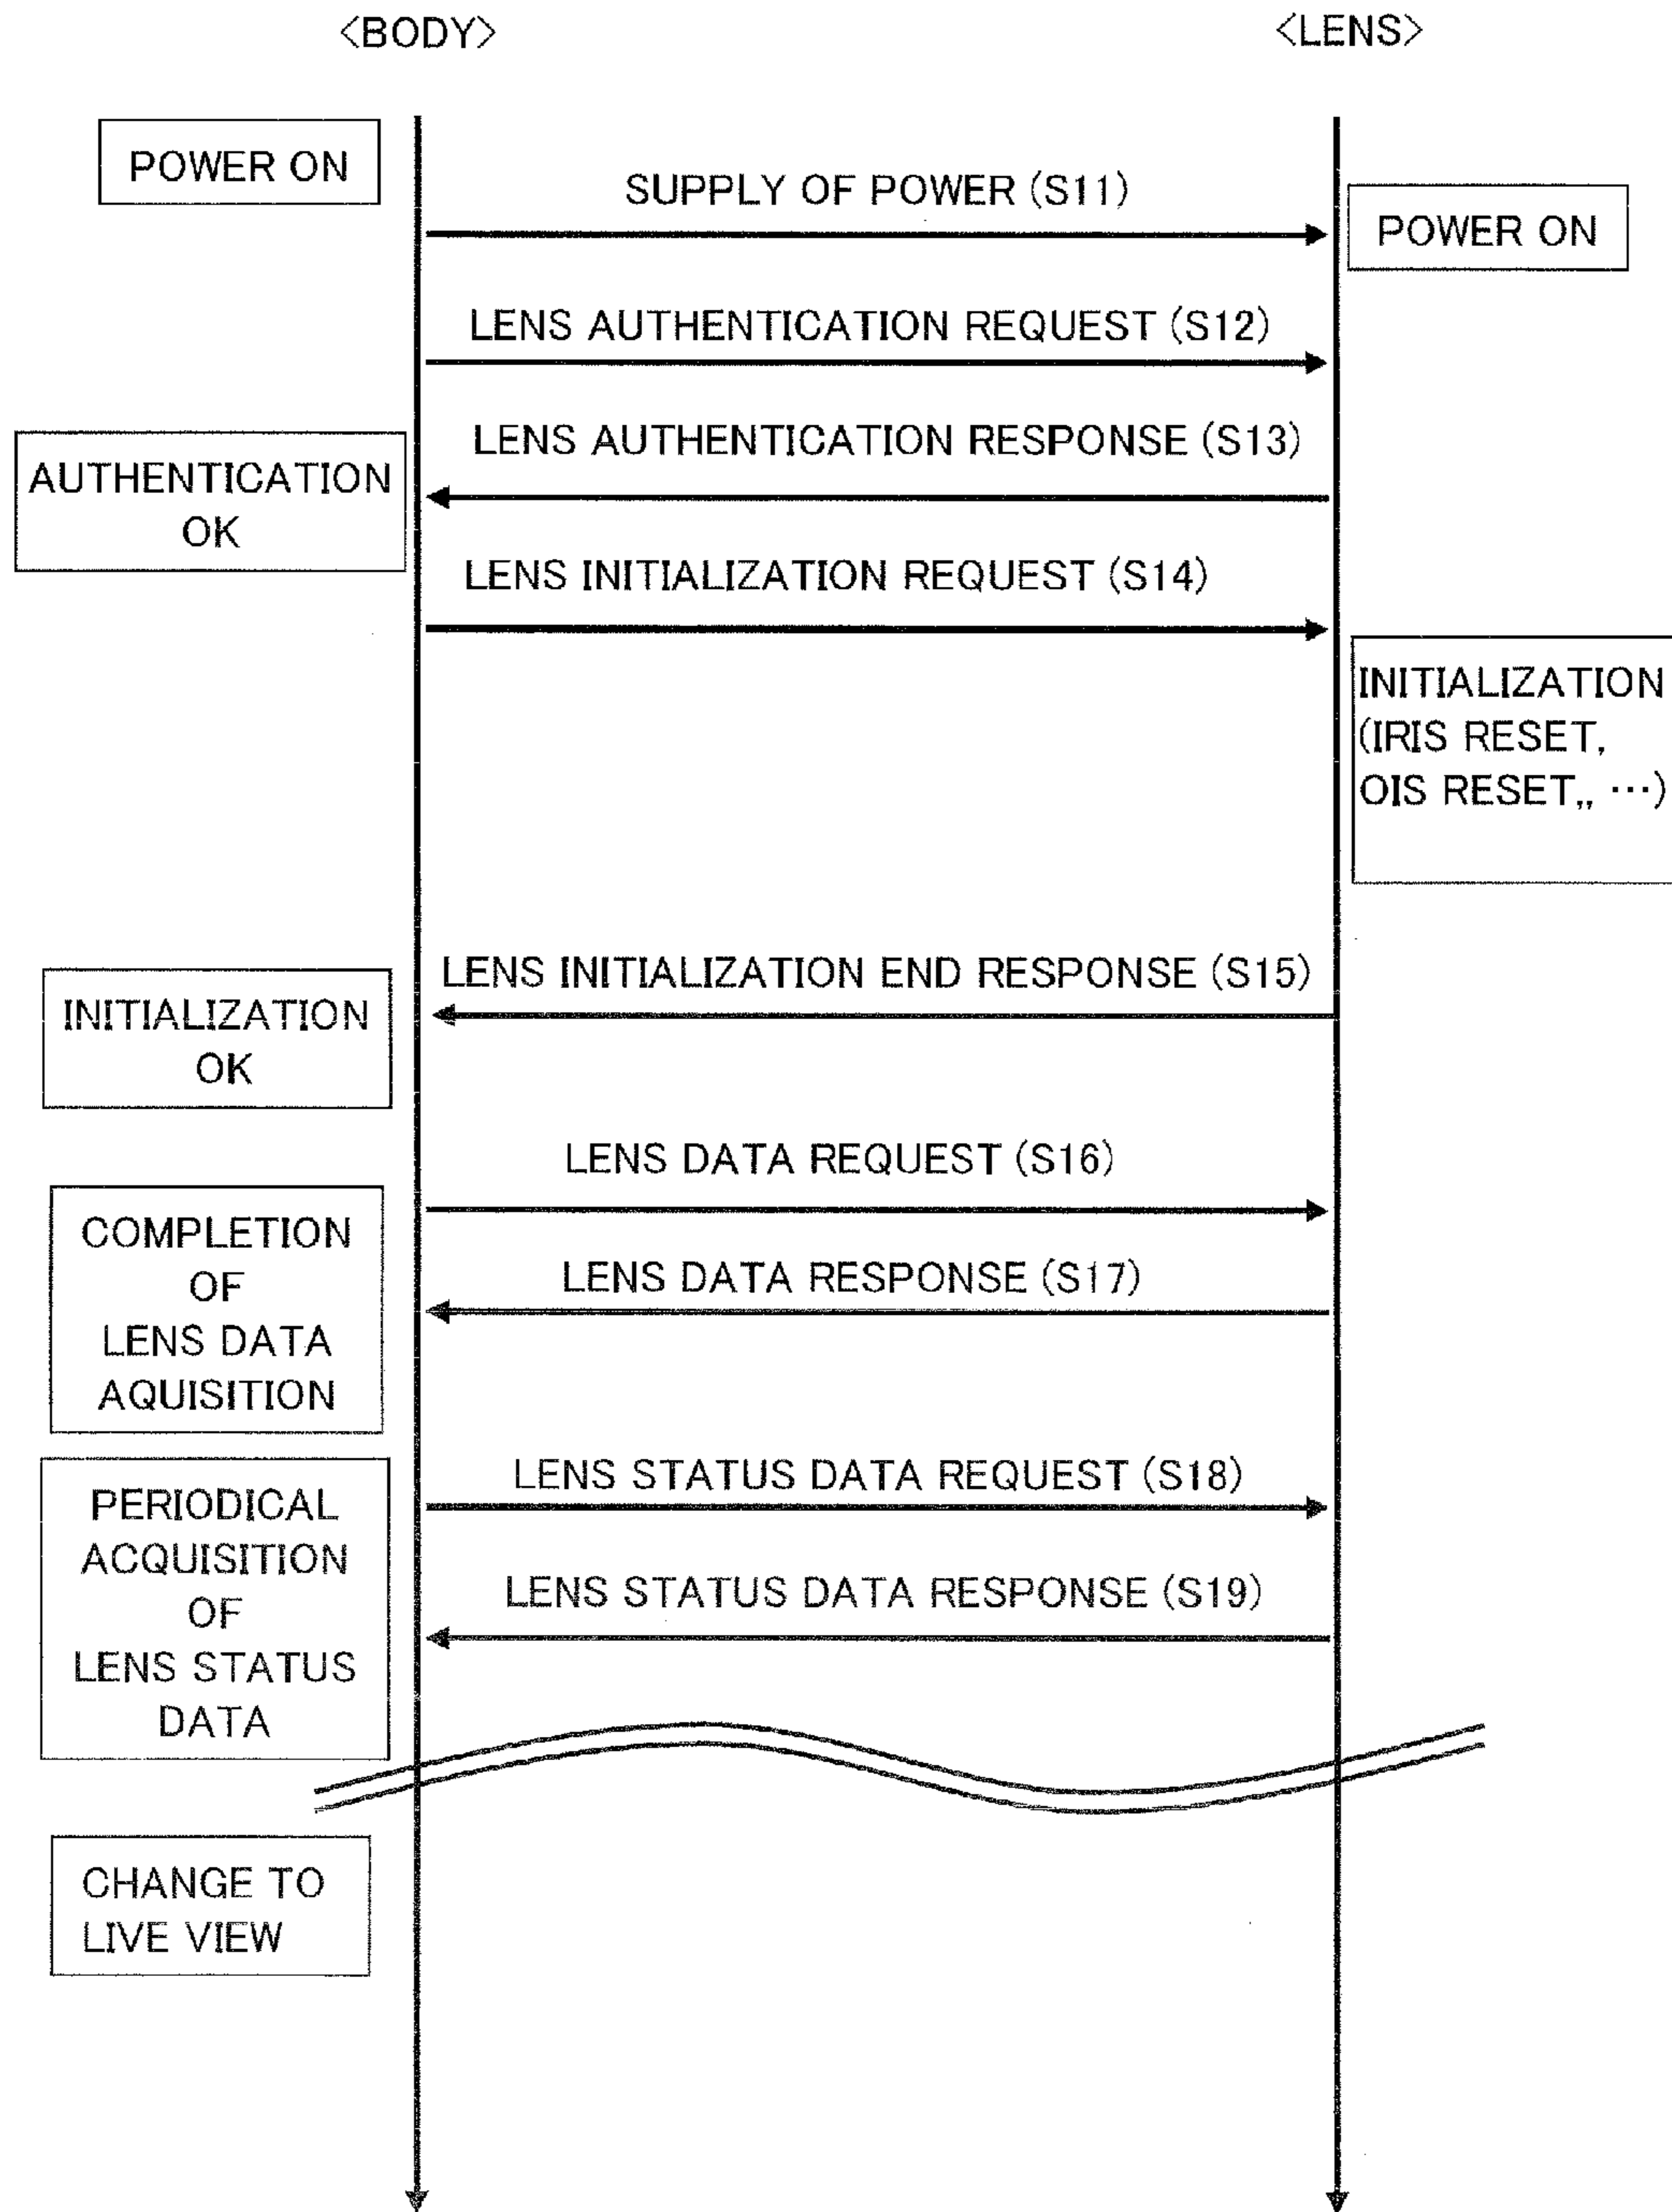 <BODY>
<LENS>
POWER ON
SUPPLY OF POWER (S11)
POWER ON
LENS AUTHENTICATION REQUEST (S12)
LENS AUTHENTICATION RESPONSE (S13)
AUTHENTICATION
OK
LENS INITIALIZATION REQUEST (S14)
INITIALIZATION
(IRIS RESET,
OIS RESET,, ···)
LENS INITIALIZATION END RESPONSE (S15)
INITIALIZATION
OK
LENS DATA REQUEST (S16)
COMPLETION
OF
LENS DATA
AQUISITION
LENS DATA RESPONSE (S17)
LENS STATUS DATA REQUEST (S18)
PERIODICAL
ACQUISITION
OF
LENS STATUS
DATA
LENS STATUS DATA RESPONSE (S19)
CHANGE TO
LIVE VIEW